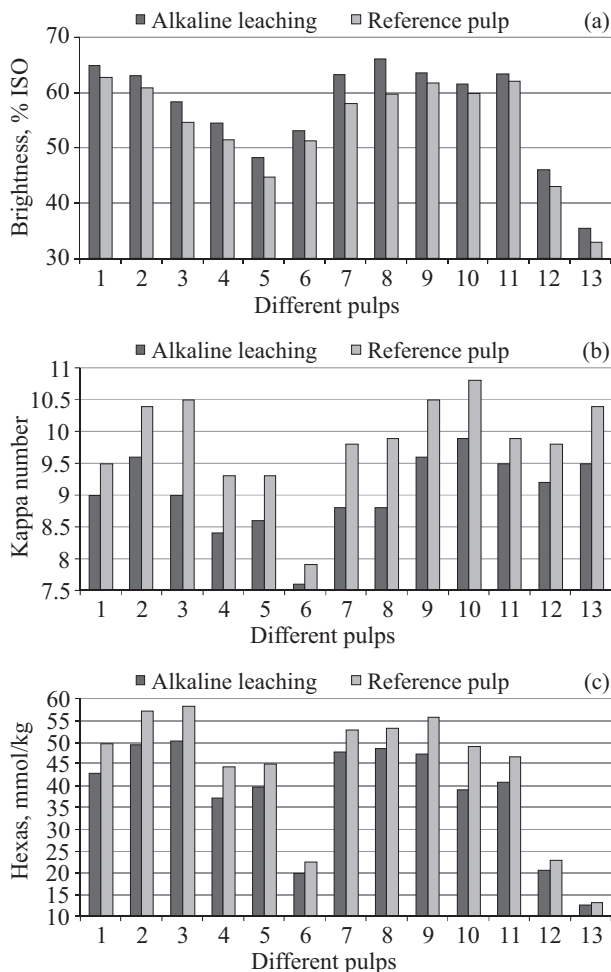 Alkaline leaching Reference pulp (a)
Brightness, % ISO
70
60
50
40
30
1 2 3 4 5 6 7 8 9 10 11 12 13
Different pulps
Alkaline leaching Reference pulp (b)
Kappa number
11
10.5
10
9.5
9
8.5
8
7.5
1 2 3 4 5 6 7 8 9 10 11 12 13
Different pulps
Alkaline leaching Reference pulp (c)
Hexas, mmol/kg
60
55
50
45
40
35
30
25
20
15
10
1 2 3 4 5 6 7 8 9 10 11 12 13
Different pulps